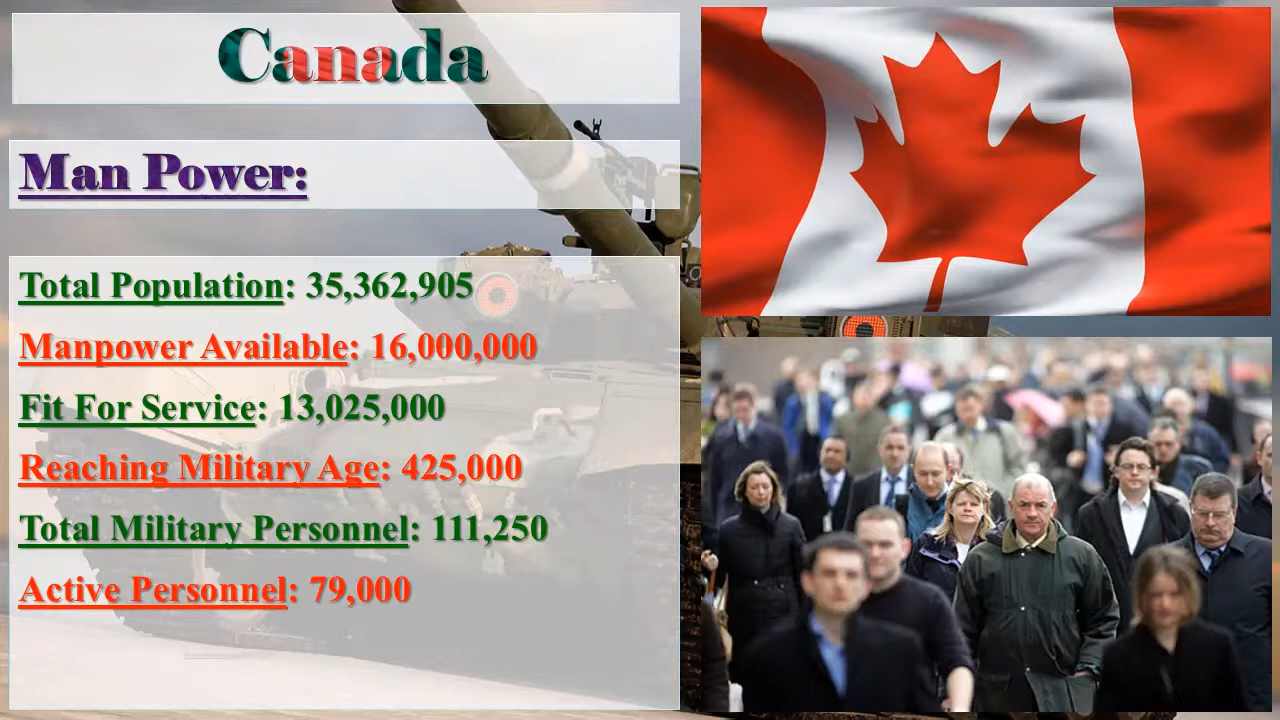 Canada
Man Power:
Total Population: 35,362,905
Manpower Available: 16,000,000
Fit For Service: 13,025,000
Reaching Military Age: 425,000
Total Military Personnel: 111,250
Active Personnel: 79,000